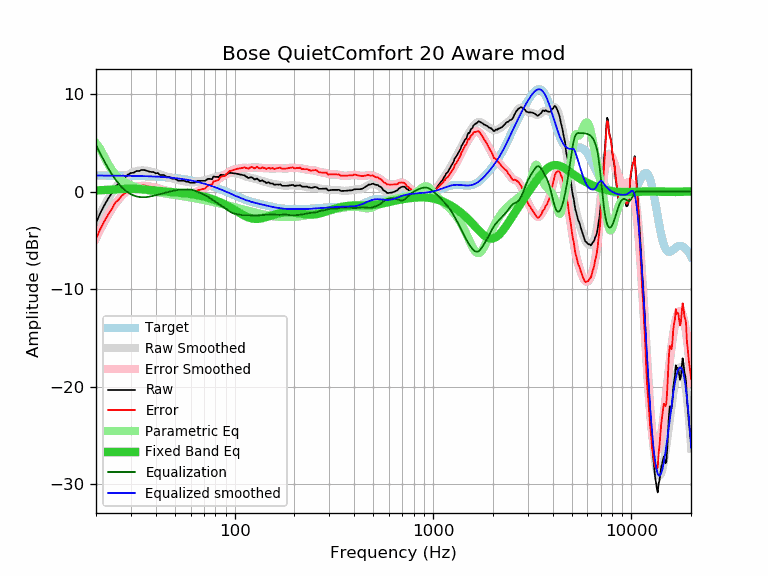 Bose QuietComfort 20 Aware mod
Amplitude (dBr)
10
0
−10
−20
−30
Target
Raw Smoothed
Error Smoothed
Raw
Error
Parametric Eq
Fixed Band Eq
Equalization
Equalized smoothed
100
1000
10000
Frequency (Hz)